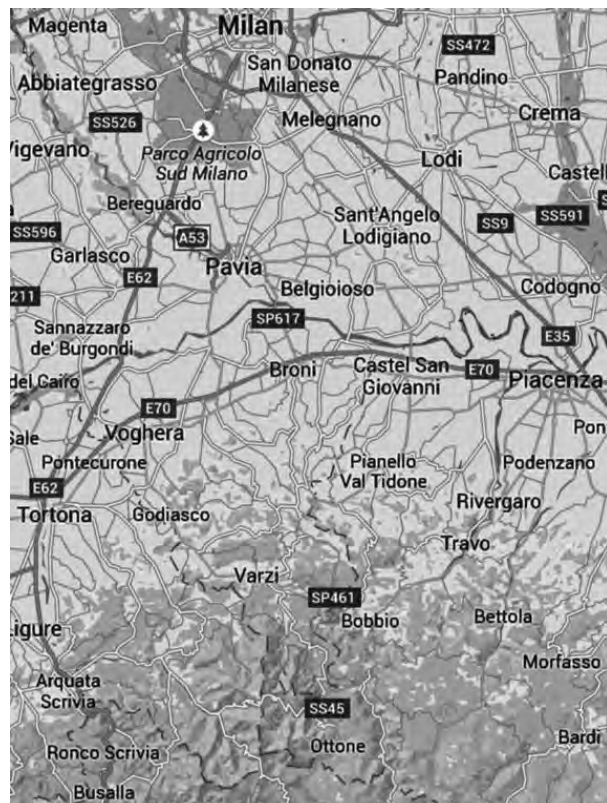 Magenta
Milan
SS472
San Donato
Milanese
Pandino
Abbiategrasso
SS526
Melegnano
Crema
Vigevano
Parco Agricolo
Sud Milano
Lodi
Castell
Bereguardo
Sant'Angelo
Lodigiano
SS9
SS591
S
SS596
A53
Garlasco
Pavia
E62
Belgioioso
Codogno
211
Sannazzaro
de' Burgondi
SP617
E35
Broni
Castel San
Giovanni
E70
Piacenza
del Cairo
E70
Sale
Voghera
Pon
Pontecurone
Pianello
Val Tidone
Podenzano
E62
Tortona
Godiasco
Rivergaro
Travo
Varzi
SP461
Bobbio
Bettola
Ligure
Morfasso
Arquata
Scrivia
SS45
Ottone
Bardi
Ronco Scrivia
Busalla